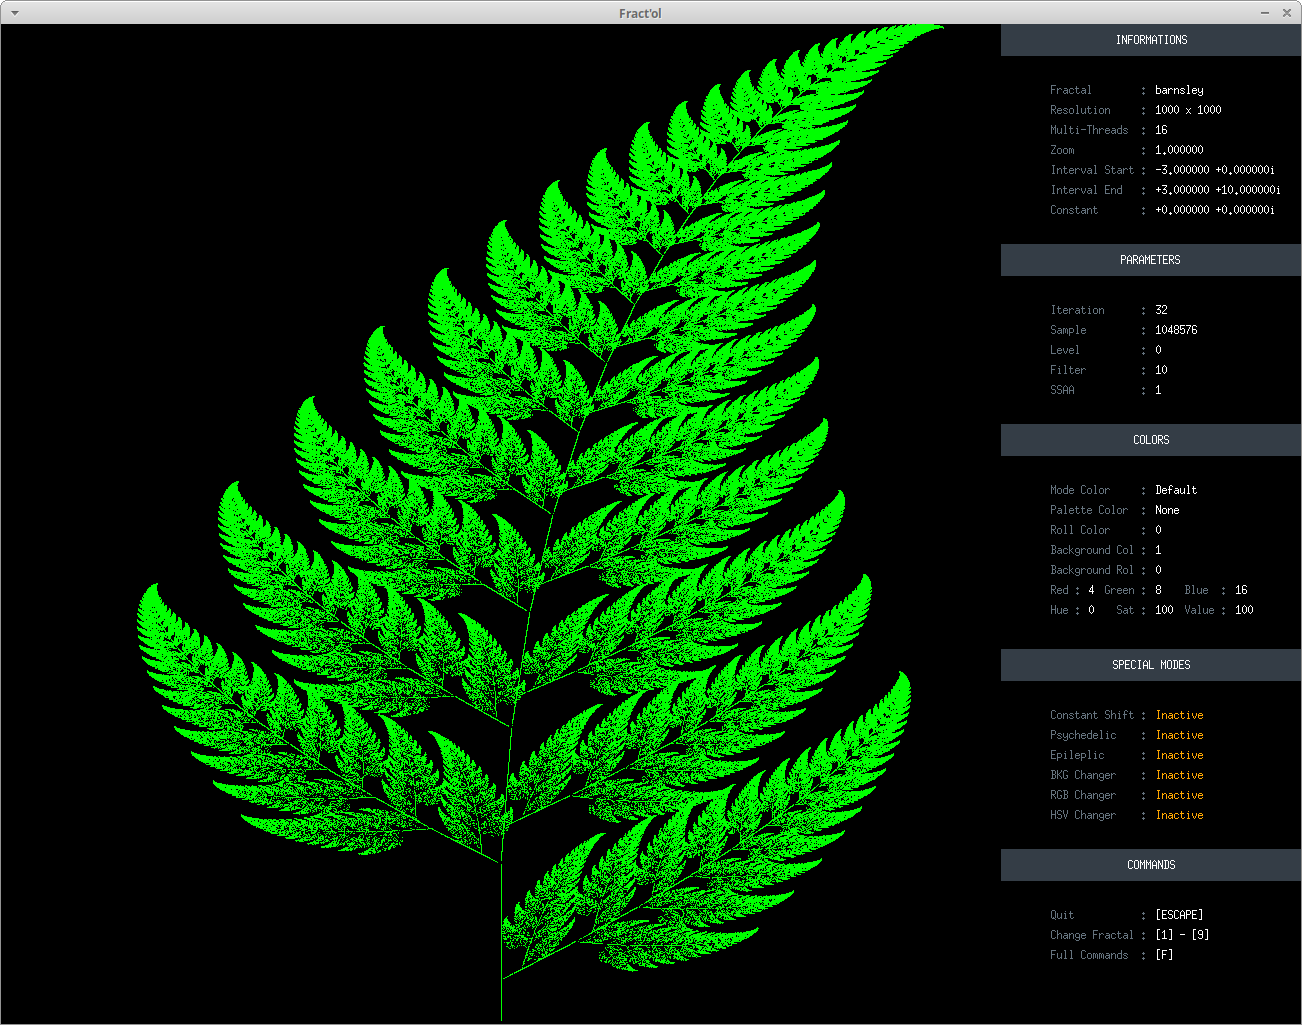 Fract'ol
INFORMATIONS
Fractal : barnsley
Resolution : 1000 x 1000
Multi-Threads : 16
Zoom : 1.000000
Interval Start : -3.000000 +0.000000i
Interval End : +3.000000 +10.000000i
Constant : +0.000000 +0.000000i
PARAMETERS
Iteration : 32
Sample : 1048576
Level : 0
Filter : 10
SSAA : 1
COLORS
Mode Color : Default
Palette Color : None
Roll Color : 0
Background Col : 1
Background Rol : 0
Red : 4 Green : 8 Blue : 16
Hue : 0 Sat : 100 Value : 100
SPECIAL MODES
Constant Shift : Inactive
Psychedelic : Inactive
Epileplic : Inactive
BKG Changer : Inactive
RGB Changer : Inactive
HSV Changer : Inactive
COMMANDS
Quit : [ESCAPE]
Change Fractal : [1] - [9]
Full Commands : [F]